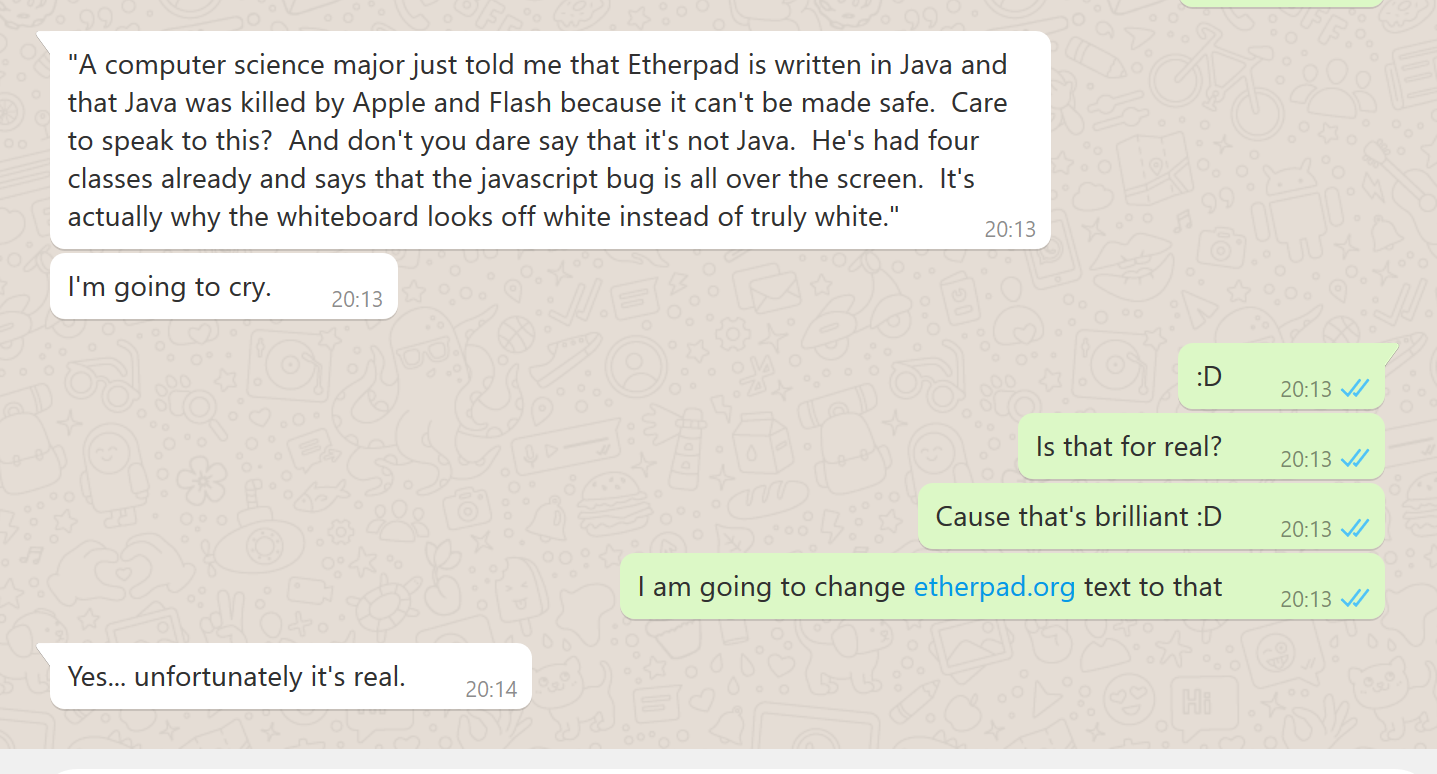 "A computer science major just told me that Etherpad is written in Java and
that Java was killed by Apple and Flash because it can't be made safe.  Care
to speak to this?  And don't you dare say that it's not Java.  He's had four
classes already and says that the javascript bug is all over the screen.  It's
actually why the whiteboard looks off white instead of truly white."
20:13
I'm going to cry.
20:13
:D
20:13
Is that for real?
20:13
Cause that's brilliant :D
20:13
I am going to change etherpad.org text to that
20:13
Yes... unfortunately it's real.
20:14
Hi